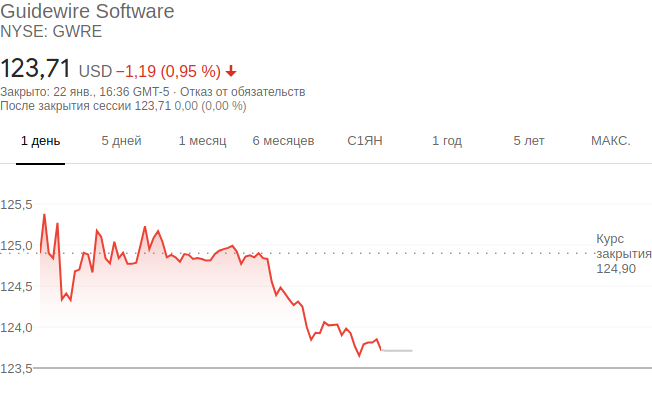 Guidewire Software
NYSE: GWRE
123,71 USD −1,19 (0,95 %)
Закрыто: 22 янв., 16:36 GMT-5 · Отказ от обязательств
После закрытия сессии 123,71 0,00 (0,00 %)
1 день 5 дней 1 месяц 6 месяцев С1ЯН 1 год 5 лет МАКС.
125,5
125,0
124,5
124,0
123,5
Курс
закрытия
124,90